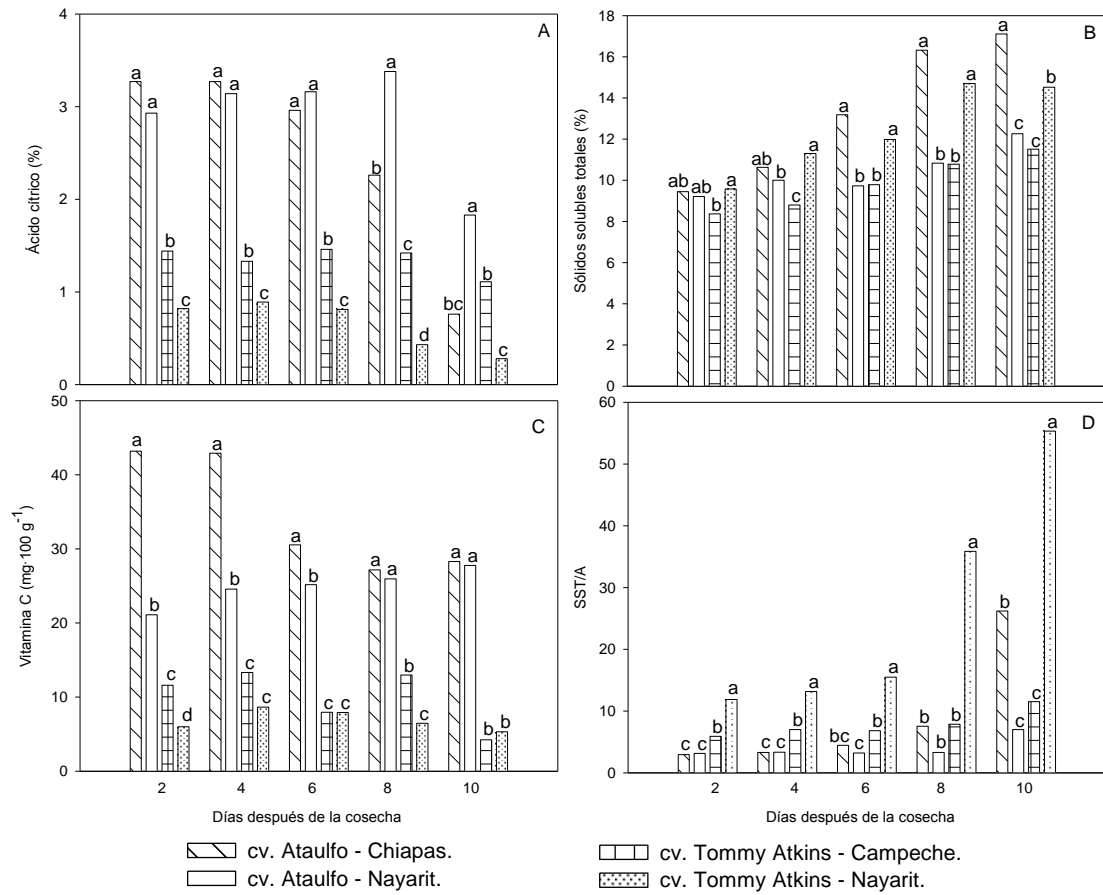 A
Ácido cítrico (%)
4
3
2
1
0
a a b c
a a b c
a a b c
b a c d
bc a b c
B
Sólidos solubles totales (%)
18
16
14
12
10
8
6
4
2
0
ab ab b a
ab b c a
a b b a
a b b a
a c c b
C
Vitamina C (mg·100 g-1)
50
40
30
20
10
0
a b c d
a b c c
a b c c
a a b c
a a b b
2 4 6 8 10
Días después de la cosecha
D
SST/A
60
50
40
30
20
10
0
c c b a
c c b a
bc c b a
b b b a
b c c a
2 4 6 8 10
Días después de la cosecha
cv. Ataulfo - Chiapas.
cv. Ataulfo - Nayarit.
cv. Tommy Atkins - Campeche.
cv. Tommy Atkins - Nayarit.